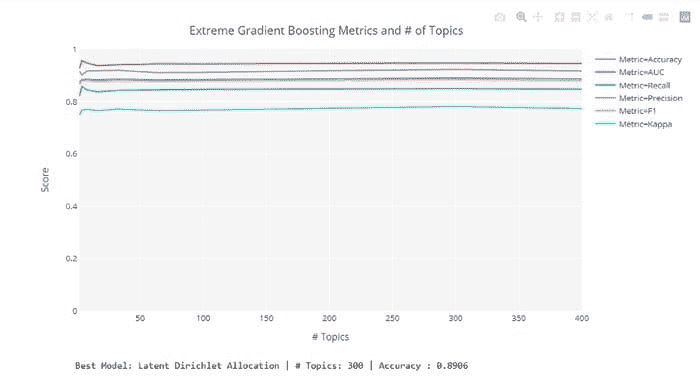 Extreme Gradient Boosting Metrics and # of Topics
1
0.8
0.6
0.4
0.2
0
Score
50
100
150
200
250
300
350
400
# Topics
Metric=Accuracy
Metric=AUC
Metric=Recall
Metric=Precision
Metric=F1
Metric=Kappa
Best Model: Latent Dirichlet Allocation | # Topics: 300 | Accuracy : 0.8906